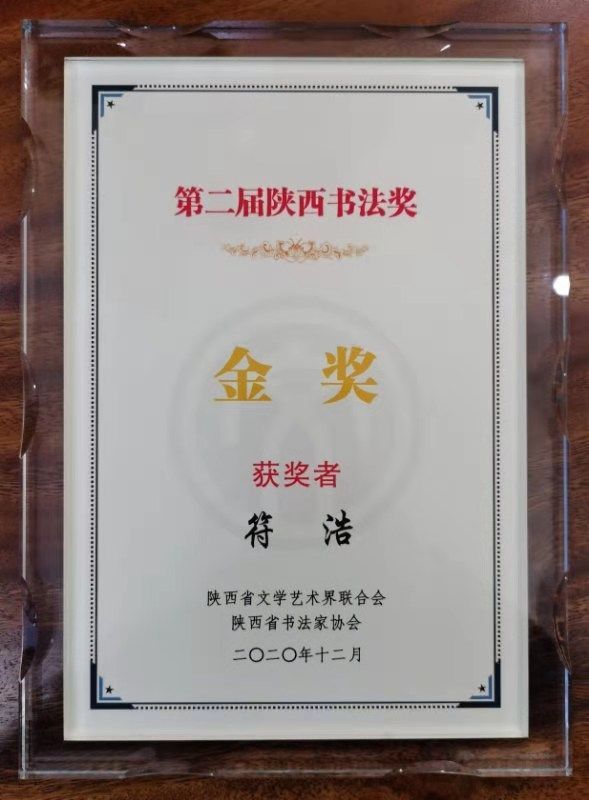 第二届陕西书法奖
金 奖
获奖者
符 浩
陕西省文学艺术界联合会
陕西省书法家协会
二〇二〇年十二月